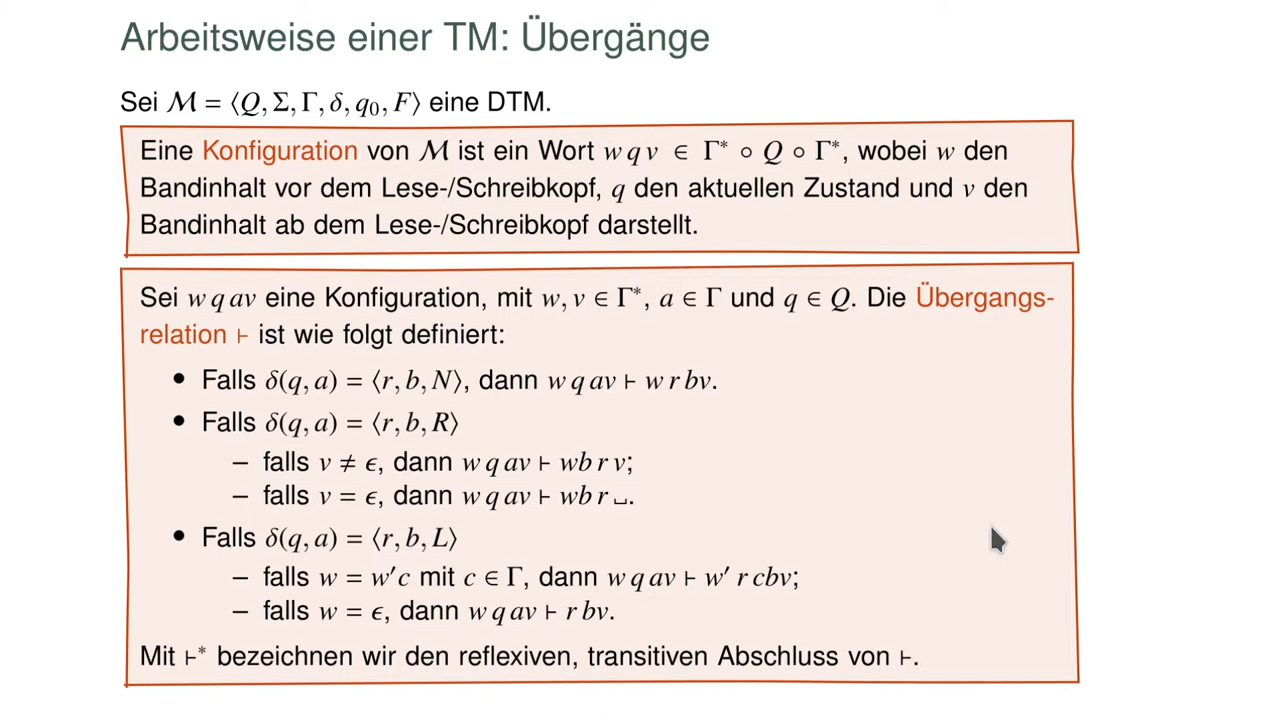 Arbeitsweise einer TM: Übergänge
Sei ℳ = ⟨Q, Σ, Γ, δ, q₀, F⟩ eine DTM.
Eine Konfiguration von ℳ ist ein Wort w q v ∈ Γ* ∘ Q ∘ Γ*, wobei w den
Bandinhalt vor dem Lese-/Schreibkopf, q den aktuellen Zustand und v den
Bandinhalt ab dem Lese-/Schreibkopf darstellt.
Sei w q av eine Konfiguration, mit w, v ∈ Γ*, a ∈ Γ und q ∈ Q. Die Übergangs-
relation ⊢ ist wie folgt definiert:
• Falls δ(q, a) = ⟨r, b, N⟩, dann w q av ⊢ w r bv.
• Falls δ(q, a) = ⟨r, b, R⟩
– falls v ≠ ϵ, dann w q av ⊢ wb r v;
– falls v = ϵ, dann w q av ⊢ wb r ␣.
• Falls δ(q, a) = ⟨r, b, L⟩
– falls w = w′c mit c ∈ Γ, dann w q av ⊢ w′ r cbv;
– falls w = ϵ, dann w q av ⊢ r bv.
Mit ⊢* bezeichnen wir den reflexiven, transitiven Abschluss von ⊢.